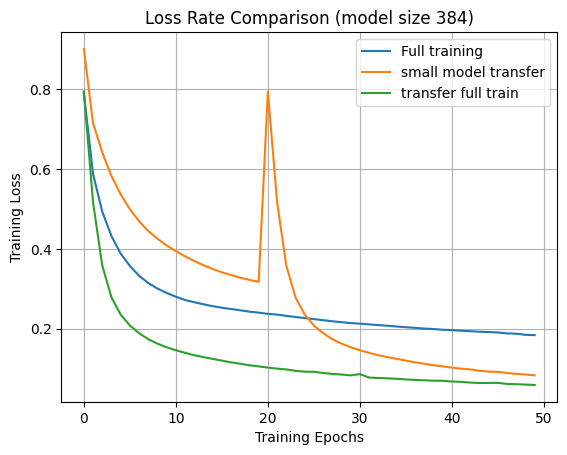 Loss Rate Comparison (model size 384)
Full training
small model transfer
transfer full train
Training Loss
0.8
0.6
0.4
0.2
0
10
20
30
40
50
Training Epochs